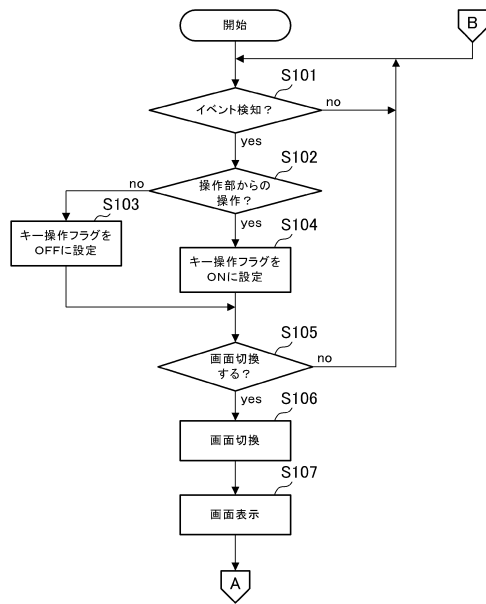 開始
B
S101
イベント検知？
no
yes
S102
操作部からの
操作？
no
yes
S103
キー操作フラグを
OFFに設定
S104
キー操作フラグを
ONに設定
S105
画面切換
する？
no
yes
S106
画面切換
S107
画面表示
A